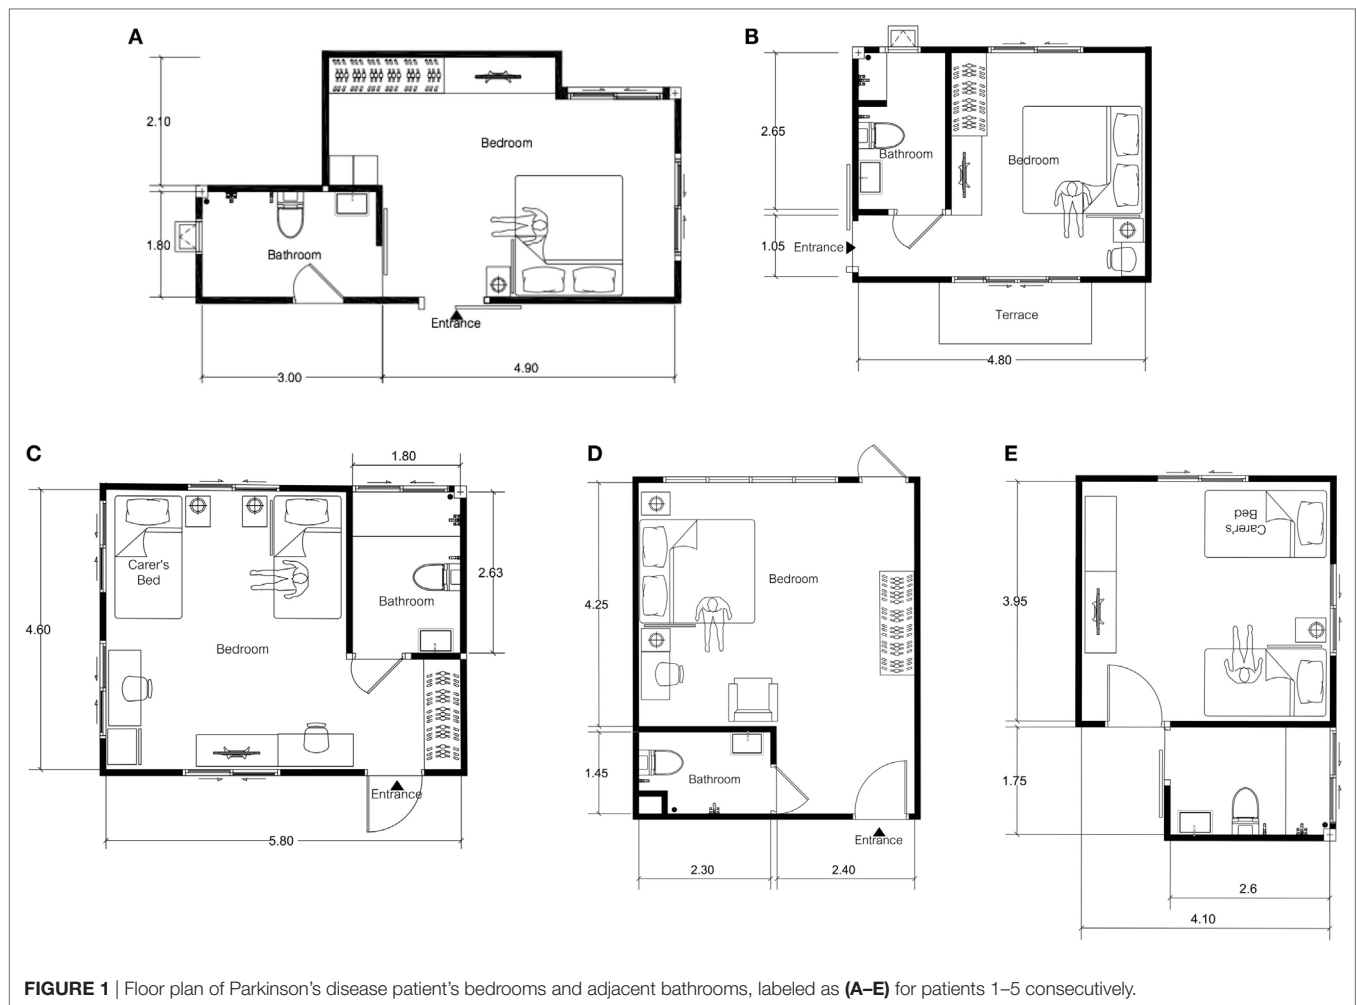 A
2.10
1.80
Bedroom
Bathroom
Entrance
3.00
4.90
B
2.65
1.05
Bathroom
Bedroom
Entrance
Terrace
4.80
C
1.80
4.60
2.63
Carer's
Bed
Bathroom
Bedroom
Entrance
5.80
D
4.25
1.45
Bedroom
Bathroom
Entrance
2.30
2.40
E
3.95
1.75
Carer's
Bed
2.6
4.10
FIGURE 1 | Floor plan of Parkinson’s disease patient’s bedrooms and adjacent bathrooms, labeled as (A–E) for patients 1–5 consecutively.